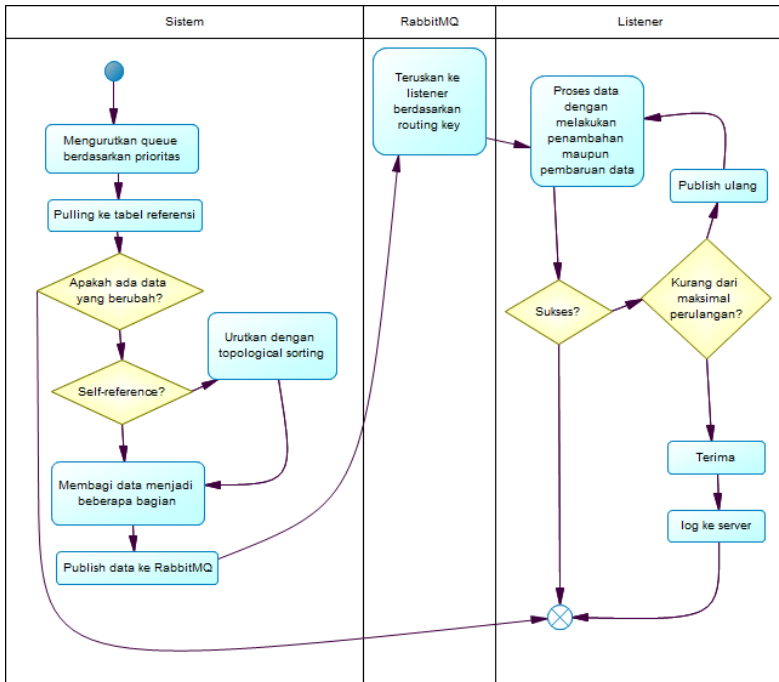 Sistem
RabbitMQ
Listener
Mengurutkan queue
berdasarkan prioritas
Pulling ke tabel referensi
Apakah ada data
yang berubah?
Self-reference?
Urutkan dengan
topological sorting
Membagi data menjadi
beberapa bagian
Publish data ke RabbitMQ
Teruskan ke
listener
berdasarkan
routing key
Proses data
dengan
melakukan
penambahan
maupun
pembaruan data
Publish ulang
Kurang dari
maksimal
perulangan?
Sukses?
Terima
log ke server